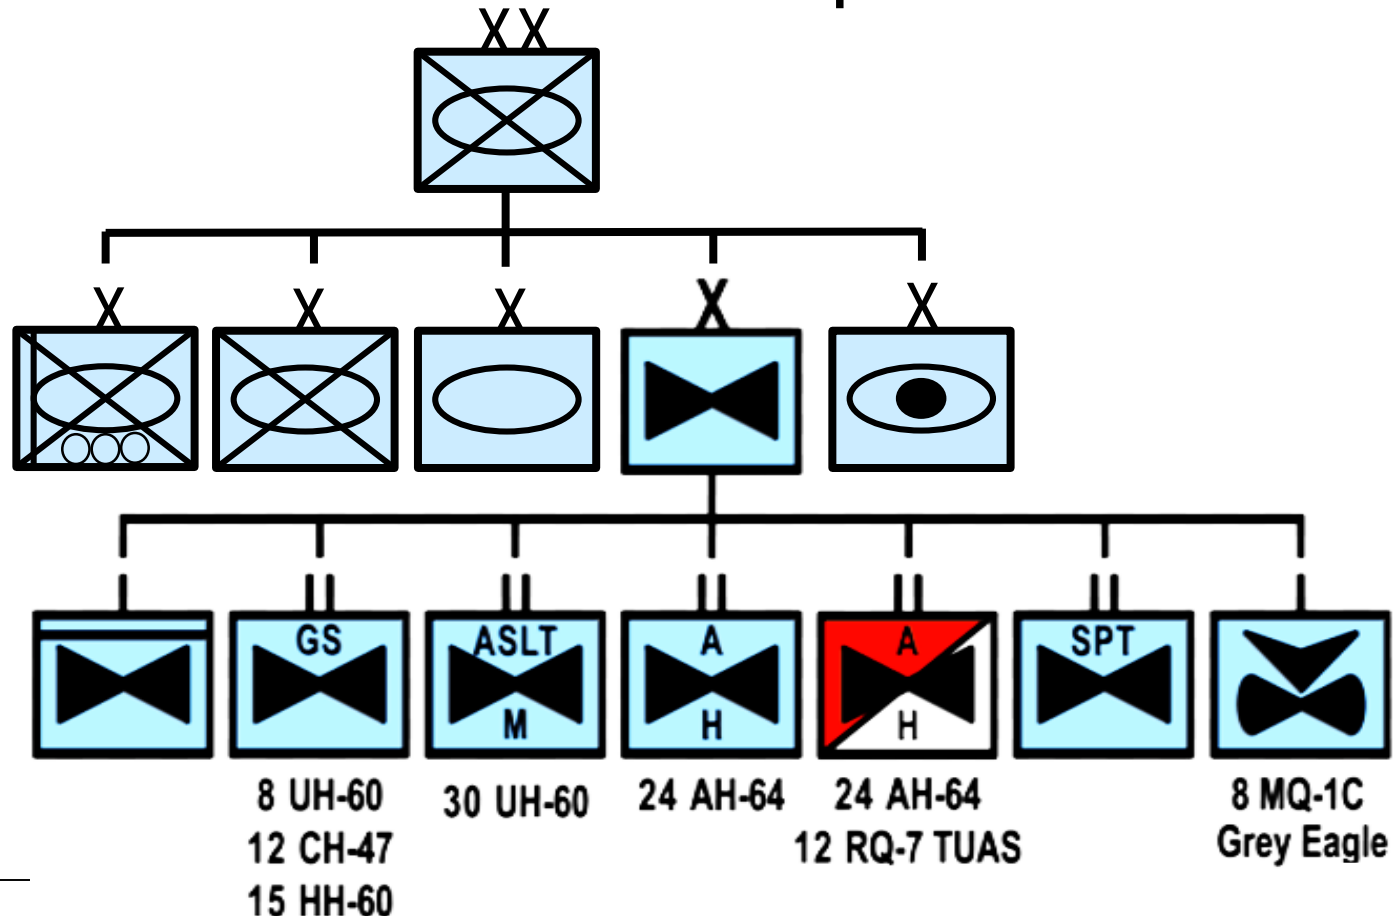 XX
X
X
X
X
X
GS
ASLT
M
A
H
A
H
SPT
8 UH-60
12 CH-47
15 HH-60
30 UH-60
24 AH-64
24 AH-64
12 RQ-7 TUAS
8 MQ-1C
Grey Eagle